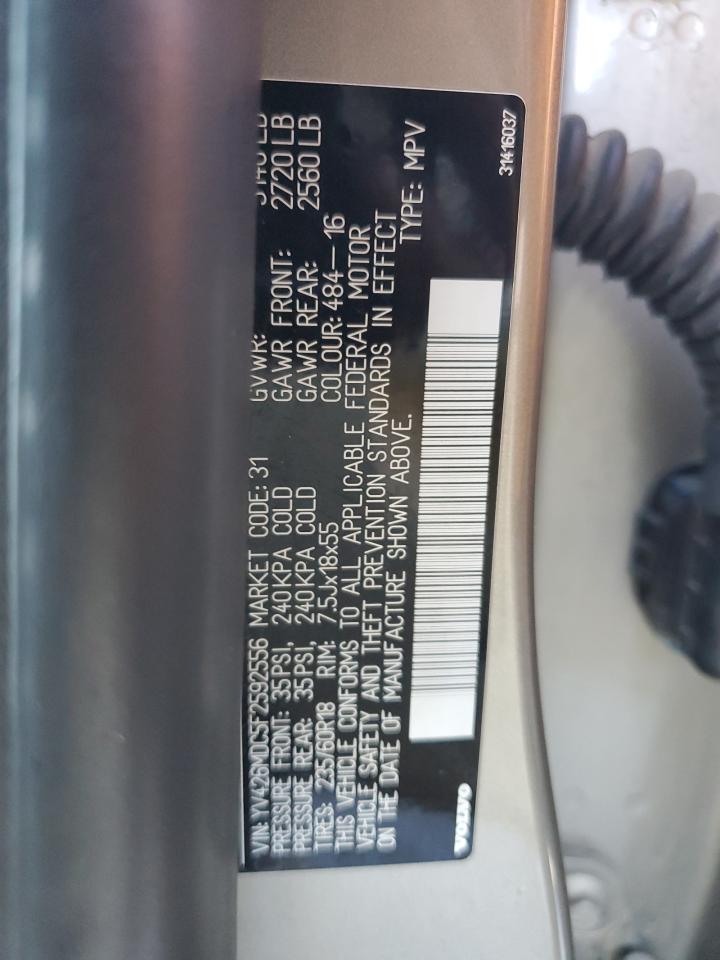 VIN: YV426MDC5F2592556 MARKET CODE: 31 GVWR: LB
PRESSURE FRONT: 35PSI, 240KPA COLD GAWR FRONT: 2720 LB
PRESSURE REAR: 35PSI, 240KPA COLD GAWR REAR: 2560 LB
TIRES: 235/60R18 RIM: 7.5Jx18x55 COLOUR: 484—16
THIS VEHICLE CONFORMS TO ALL APPLICABLE FEDERAL MOTOR
VEHICLE SAFETY AND THEFT PREVENTION STANDARDS IN EFFECT
ON THE DATE OF MANUFACTURE SHOWN ABOVE. TYPE: MPV
VOLVO
31416037